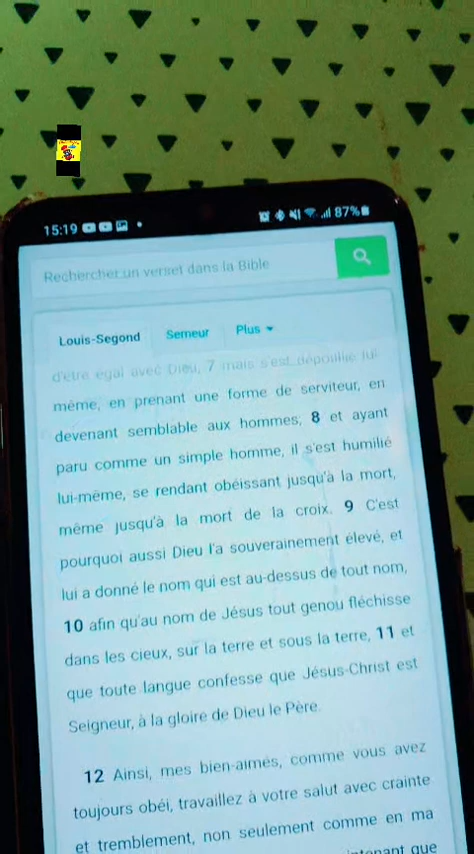 15:19
87%
Rechercher un verset dans la Bible
Louis-Segond Semeur Plus
d'être égal avec Dieu, 7 mais s'est dépouillé lui-
même, en prenant une forme de serviteur, en
devenant semblable aux hommes, 8 et ayant
paru comme un simple homme, il s'est humilié
lui-même, se rendant obéissant jusqu'à la mort,
même jusqu'à la mort de la croix. 9 C'est
pourquoi aussi Dieu l'a souverainement élevé, et
lui a donné le nom qui est au-dessus de tout nom,
10 afin qu'au nom de Jésus tout genou fléchisse
dans les cieux, sur la terre et sous la terre, 11 et
que toute langue confesse que Jésus-Christ est
Seigneur, à la gloire de Dieu le Père.
12 Ainsi, mes bien-aimés, comme vous avez
toujours obéi, travaillez à votre salut avec crainte
et tremblement, non seulement comme en ma
que